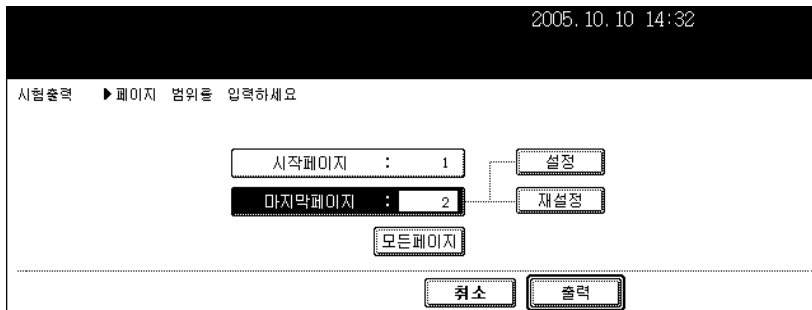 2005.10.10 14:32
시험출력 ▶페이지 범위를 입력하세요
시작페이지 : 1 설정
마지막페이지 : 2 재설정
모든페이지
취소 출력